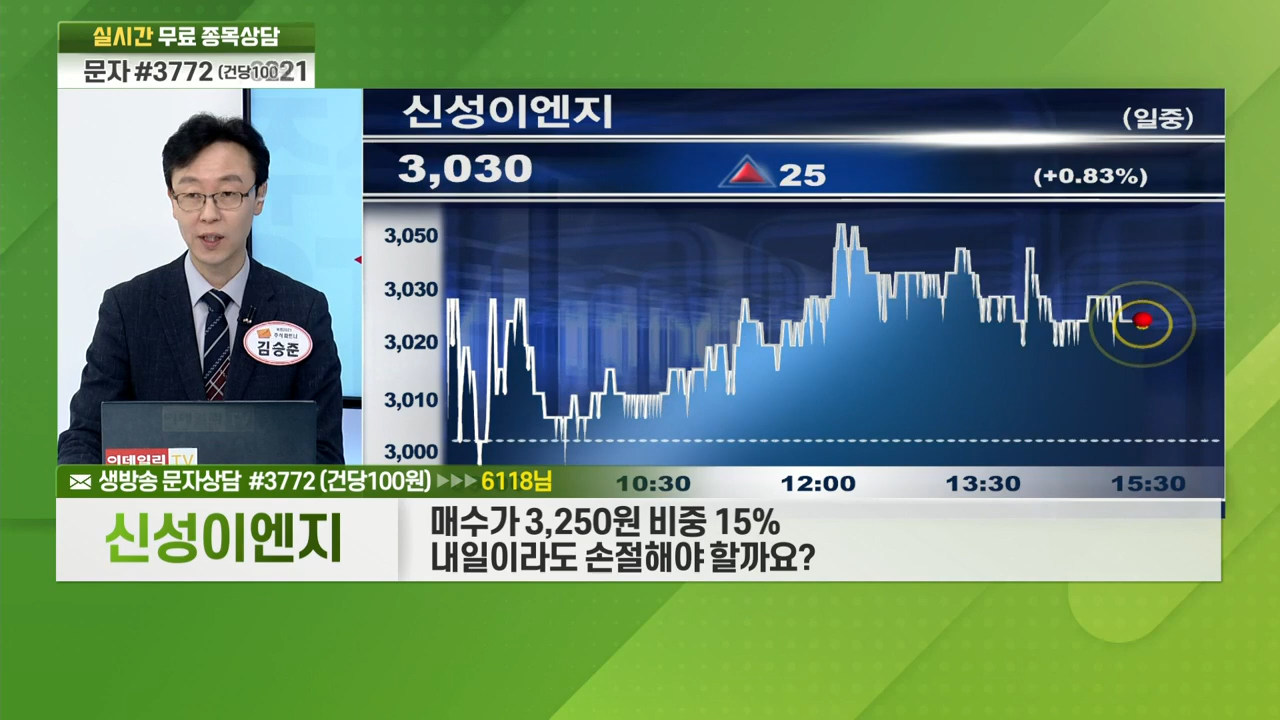 실시간 무료 종목상담
문자 #3772 (건당100
신성이엔지
(일중)
3,030
25
(+0.83%)
3,050
3,030
3,020
3,010
3,000
10:30
12:00
13:30
15:30
김승준
이데일리TV
생방송 문자상담 #3772 (건당100원) 6118님
신성이엔지
매수가 3,250원 비중 15%
내일이라도 손절해야 할까요?